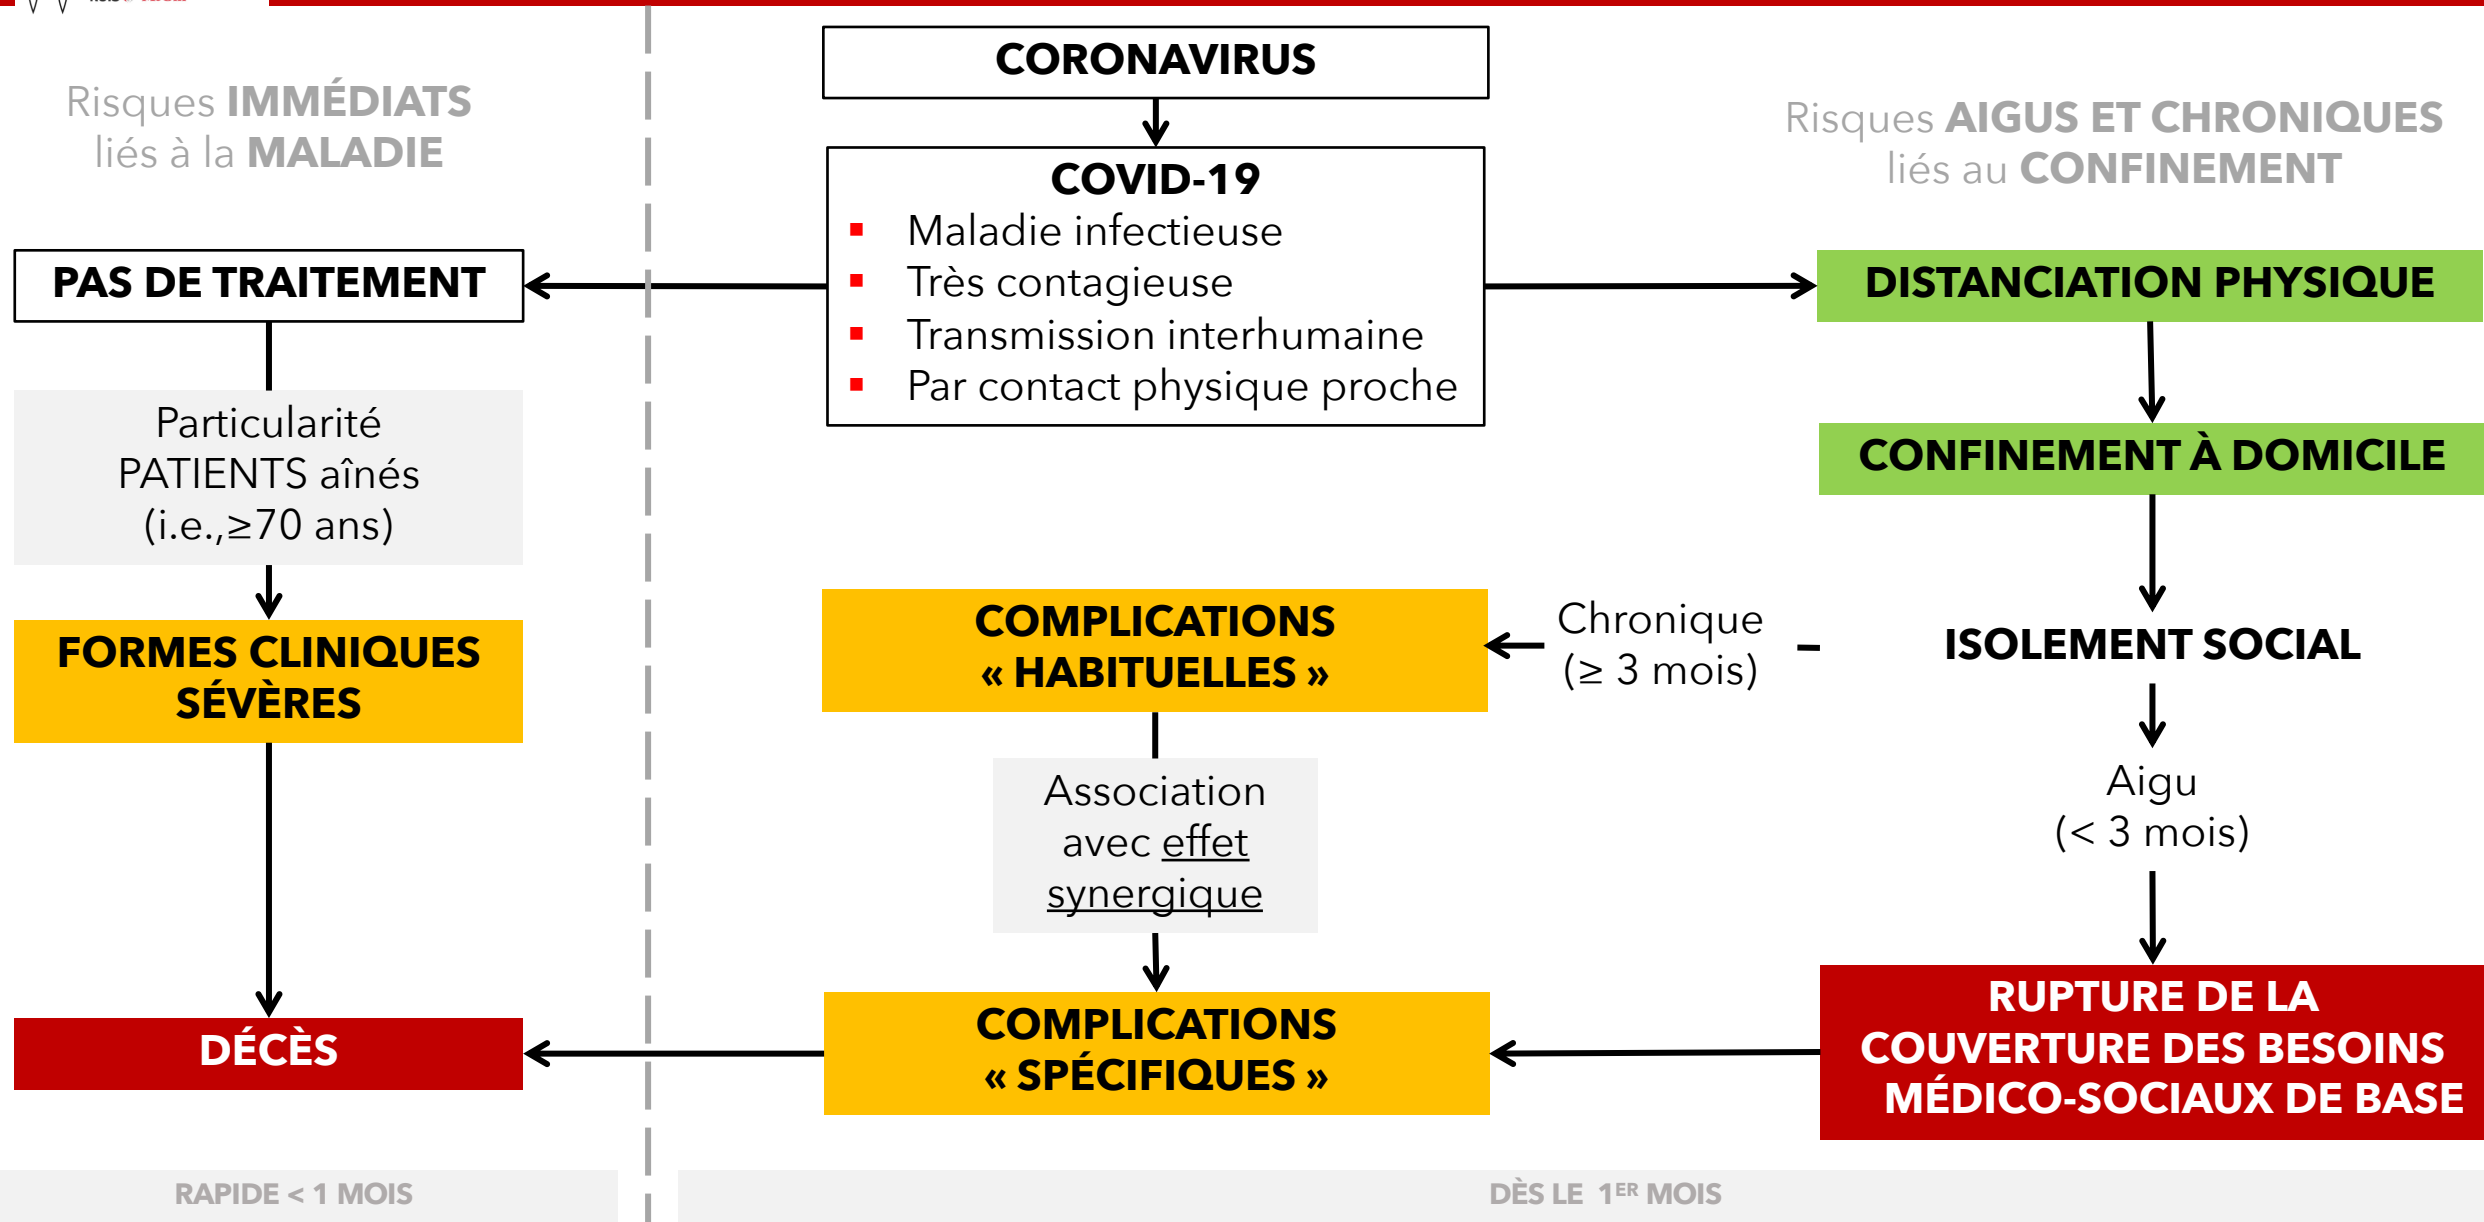 CORONAVIRUS
Risques IMMÉDIATS
liés à la MALADIE
Risques AIGUS ET CHRONIQUES
liés au CONFINEMENT
COVID-19
▪ Maladie infectieuse
▪ Très contagieuse
▪ Transmission interhumaine
▪ Par contact physique proche
PAS DE TRAITEMENT
DISTANCIATION PHYSIQUE
Particularité
PATIENTS aînés
(i.e.,≥70 ans)
CONFINEMENT À DOMICILE
FORMES CLINIQUES
SÉVÈRES
COMPLICATIONS
« HABITUELLES »
Chronique
(≥ 3 mois)
ISOLEMENT SOCIAL
Association
avec effet
synergique
Aigu
(< 3 mois)
DÉCÈS
COMPLICATIONS
« SPÉCIFIQUES »
RUPTURE DE LA
COUVERTURE DES BESOINS
MÉDICO-SOCIAUX DE BASE
RAPIDE < 1 MOIS
DÈS LE 1ER MOIS